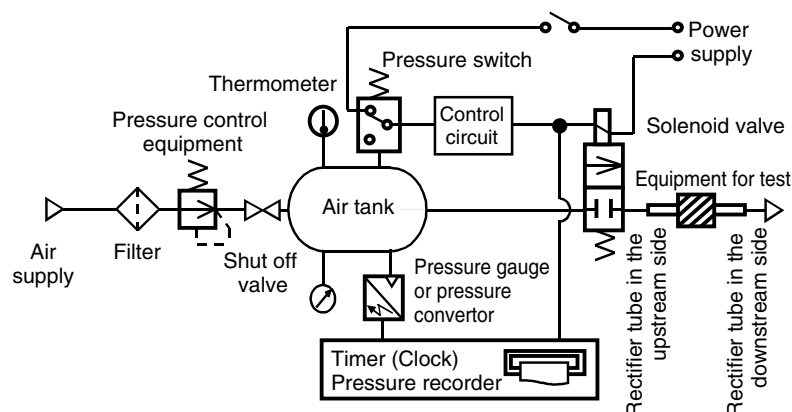 Power
supply
Pressure switch
Thermometer
Pressure control
equipment
Control
circuit
Solenoid valve
Equipment for test
Air tank
Air
supply
Filter
Shut off
valve
Pressure gauge
or pressure
convertor
Timer (Clock)
Pressure recorder
Rectifier tube in the
upstream side
Rectifier tube in the
downstream side